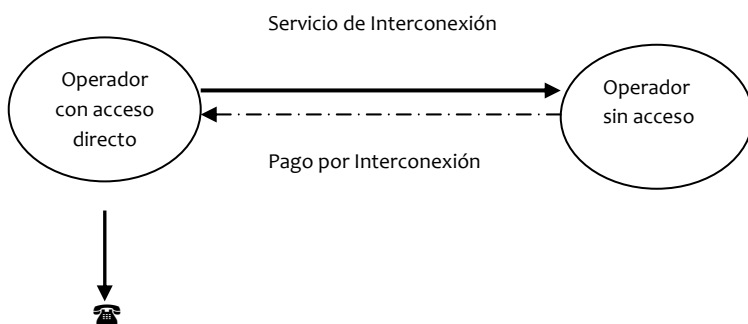 Servicio de Interconexión
Operador
con acceso
directo
Operador
sin acceso
Pago por Interconexión